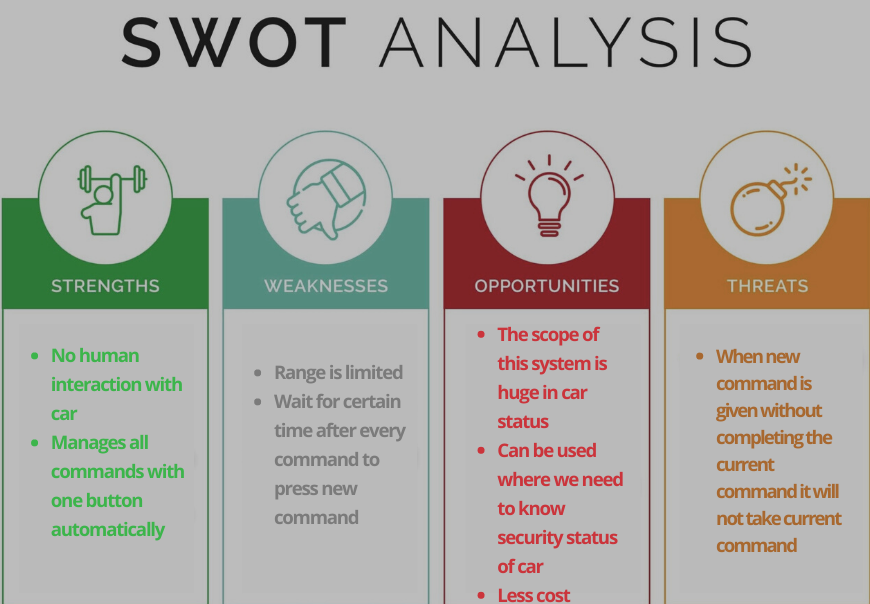 SWOT ANALYSIS
STRENGTHS
No human
interaction with
car
Manages all
commands with
one button
automatically
WEAKNESSES
Range is limited
Wait for certain
time after every
command to
press new
command
OPPORTUNITIES
The scope of
this system is
huge in car
status
Can be used
where we need
to know
security status
of car
Less cost
THREATS
When new
command is
given without
completing the
current
command it will
not take current
command